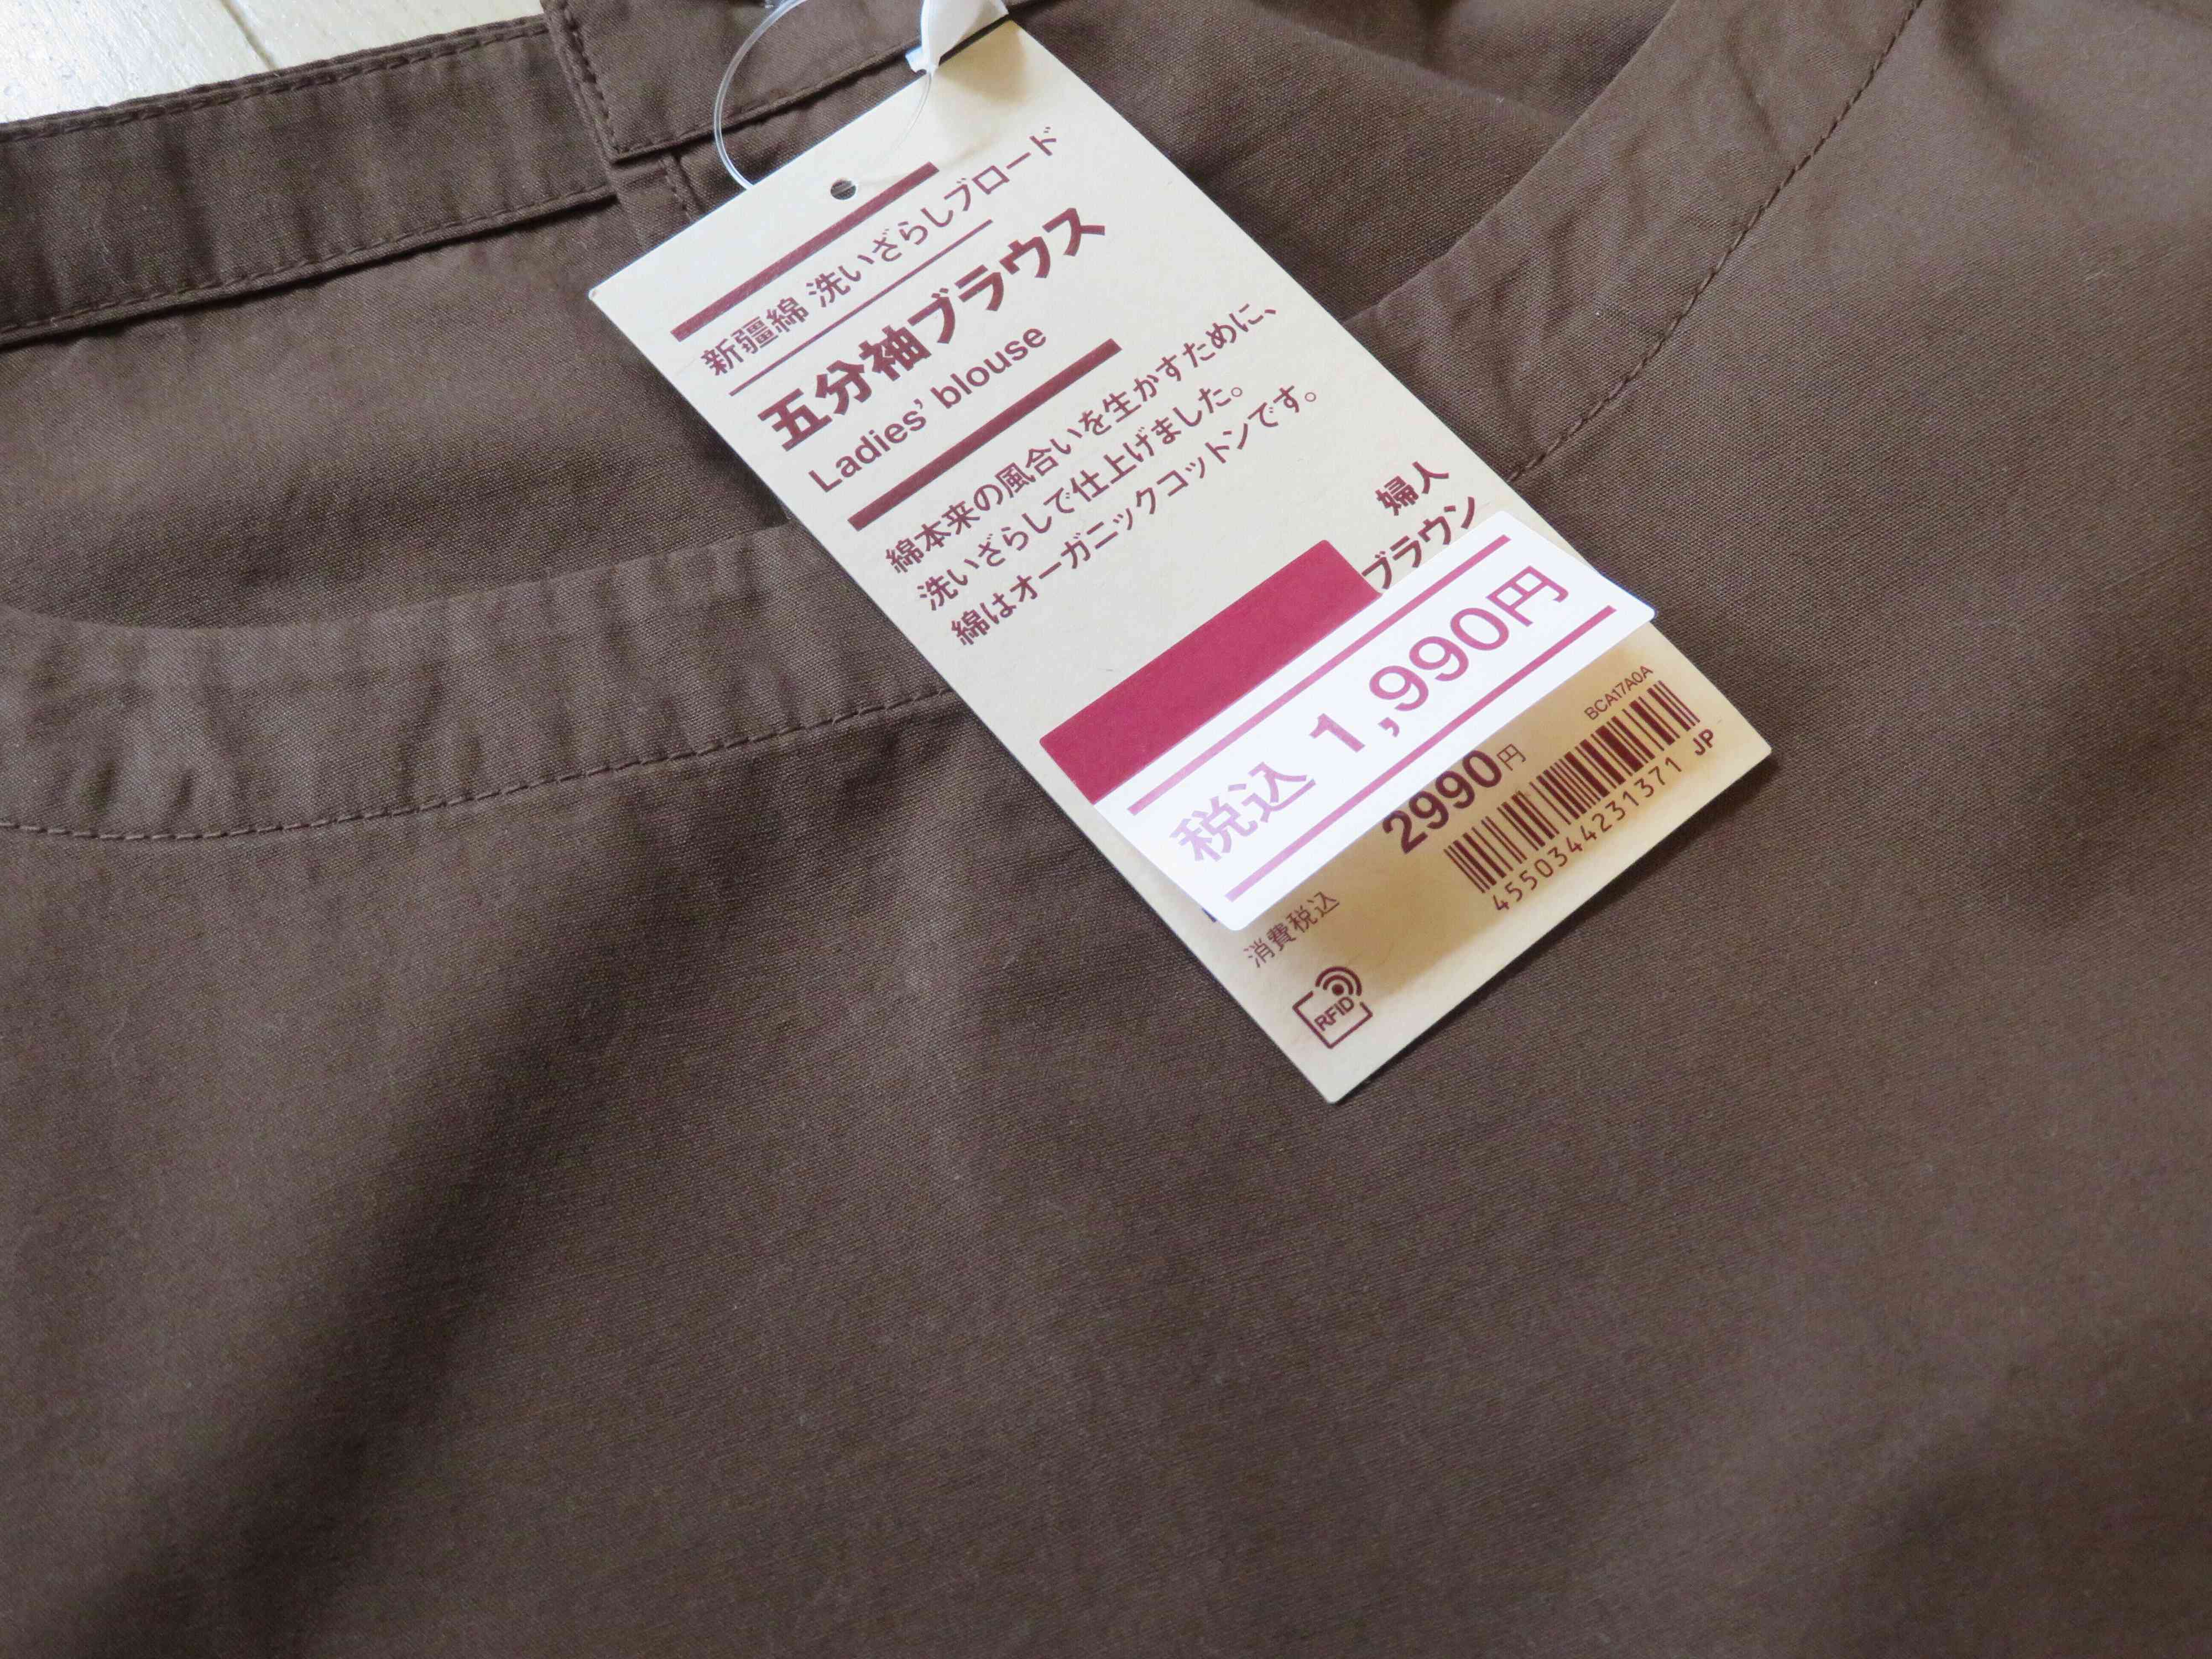 新疆綿 洗いざらしブロード
五分袖ブラウス
Ladies' blouse
綿本来の風合いを生かすために、
洗いざらしで仕上げました。
綿はオーガニックコットンです。
婦人
ブラウン
税込 1,990円
消費税込
2990円
BCA17A0A
4550344231371
JP
RFID